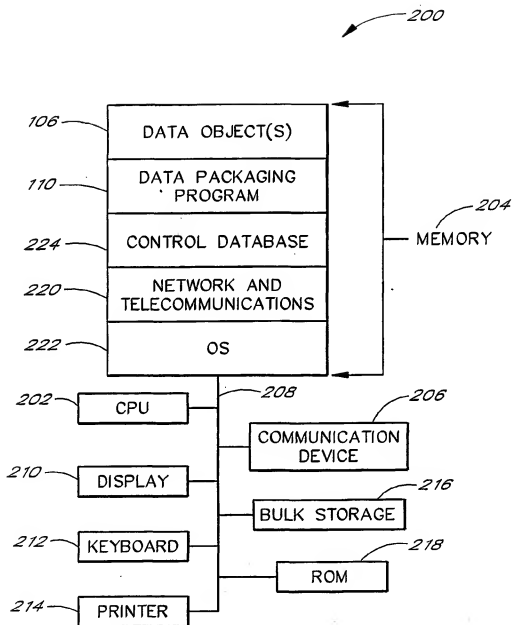 200
106
DATA OBJECT(S)
110
DATA PACKAGING
PROGRAM
204
MEMORY
224
CONTROL DATABASE
220
NETWORK AND
TELECOMMUNICATIONS
222
OS
208
202
CPU
206
COMMUNICATION
DEVICE
210
DISPLAY
216
BULK STORAGE
212
KEYBOARD
218
ROM
214
PRINTER